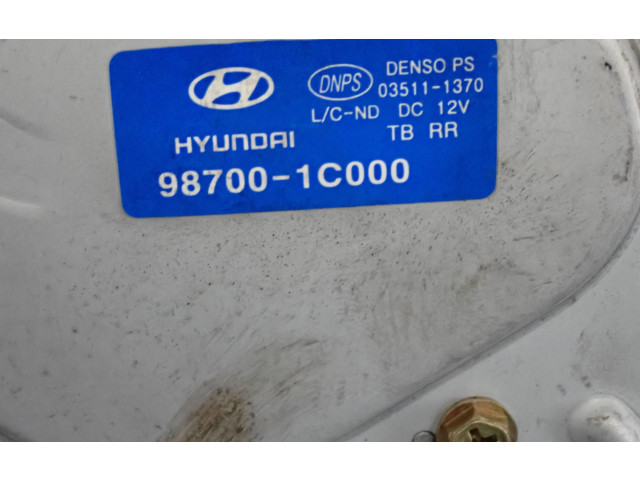 DNPS DENSO PS
03511-1370
L/C-ND DC 12V
HYUNDAI TB RR
98700-1C000